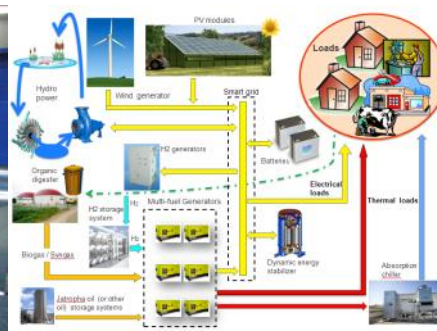 PV modules
Loads
Hydro
power
Wind generator
Smart grid
H2 generators
Batteries
Organic
digester
H2 storage
system
H2
H2
Electrical
loads
Thermal loads
Multi-fuel Generators
Biogas / Syngas
Dynamic energy
stabilizer
Absorption
chiller
Jatropha oil (or other
oil) storage systems